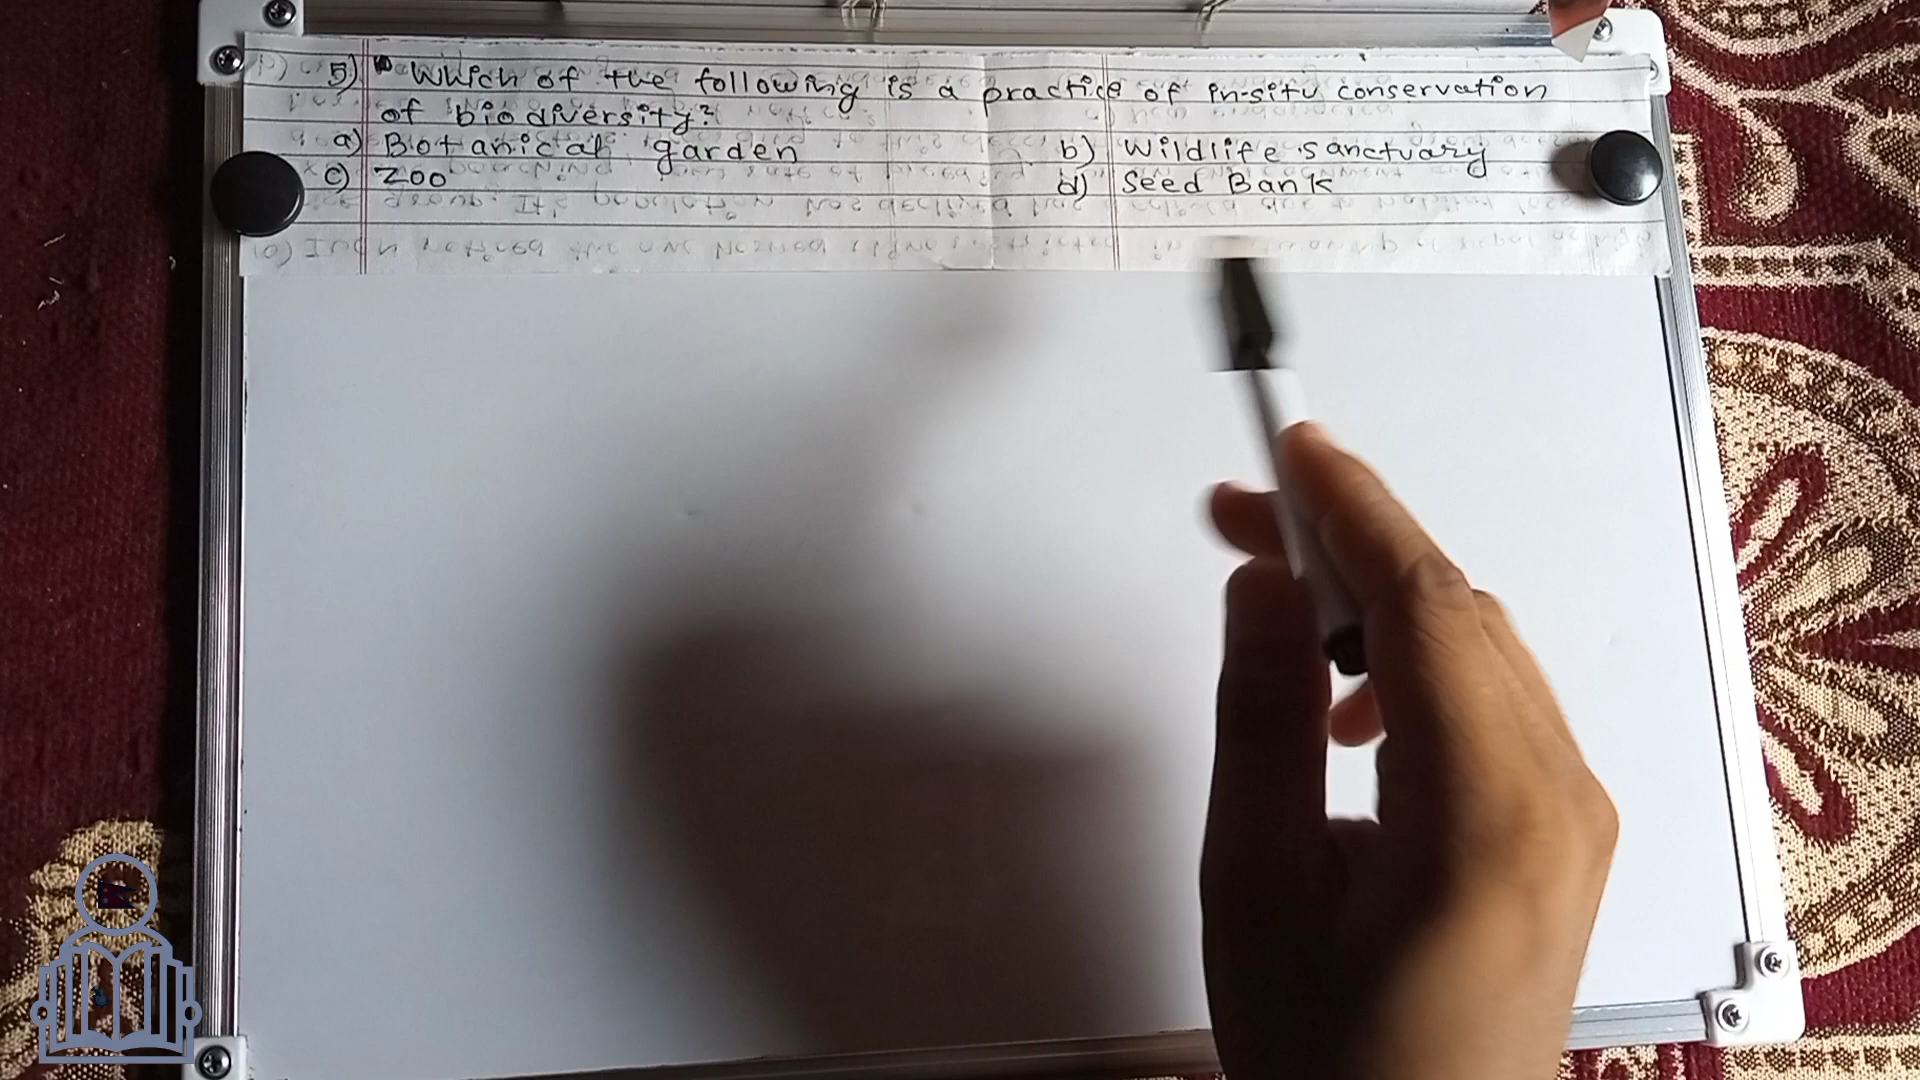 5) Which of the following is a practice of in-situ conservation
of biodiversity?
a) Botanical garden b) Wildlife sanctuary
c) Zoo d) Seed Bank